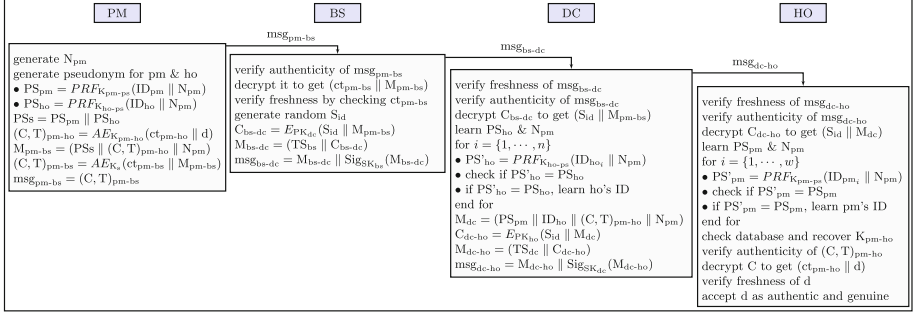 PM
BS
DC
HO
msg_pm-bs
msg_bs-dc
msg_dc-ho
generate N_pm
generate pseudonym for pm & ho
• PS_pm = PRF_K_pm-ps(ID_pm ∥ N_pm)
• PS_ho = PRF_K_ho-ps(ID_ho ∥ N_pm)
PSs = PS_pm ∥ PS_ho
(C, T)_pm-ho = AE_K_pm-ho(ct_pm-ho ∥ d)
M_pm-bs = (PSs ∥ (C, T)_pm-ho ∥ N_pm)
(C, T)_pm-bs = AE_K_s(ct_pm-bs ∥ M_pm-bs)
msg_pm-bs = (C, T)_pm-bs
verify authenticity of msg_pm-bs
decrypt it to get (ct_pm-bs ∥ M_pm-bs)
verify freshness by checking ct_pm-bs
generate random S_id
C_bs-dc = E_PK_dc(S_id ∥ M_pm-bs)
M_bs-dc = (TS_bs ∥ C_bs-dc)
msg_bs-dc = M_bs-dc ∥ Sig_SK_bs(M_bs-dc)
verify freshness of msg_bs-dc
verify authenticity of msg_bs-dc
decrypt C_bs-dc to get (S_id ∥ M_pm-bs)
learn PS_ho & N_pm
for i = {1, ⋯ , n}
• PS'_ho = PRF_K_ho-ps(ID_ho_i ∥ N_pm)
• check if PS'_ho = PS_ho
• if PS'_ho = PS_ho, learn ho's ID
end for
M_dc-ho = (PS_pm ∥ ID_ho ∥ (C, T)_pm-ho ∥ N_pm)
C_dc-ho = E_PK_ho(S_id ∥ M_dc)
M_dc-ho = (TS_dc ∥ C_dc-ho)
msg_dc-ho = M_dc-ho ∥ Sig_SK_dc(M_dc-ho)
verify freshness of msg_dc-ho
verify authenticity of msg_dc-ho
decrypt C_dc-ho to get (S_id ∥ M_dc)
learn PS_pm & N_pm
for i = {1, ⋯ , w}
• PS'_pm = PRF_K_pm-ps(ID_pm_i ∥ N_pm)
• check if PS'_pm = PS_pm
• if PS'_pm = PS_pm, learn pm's ID
end for
check database and recover K_pm-ho
verify authenticity of (C, T)_pm-ho
decrypt C to get (ct_pm-ho ∥ d)
verify freshness of d
accept d as authentic and genuine